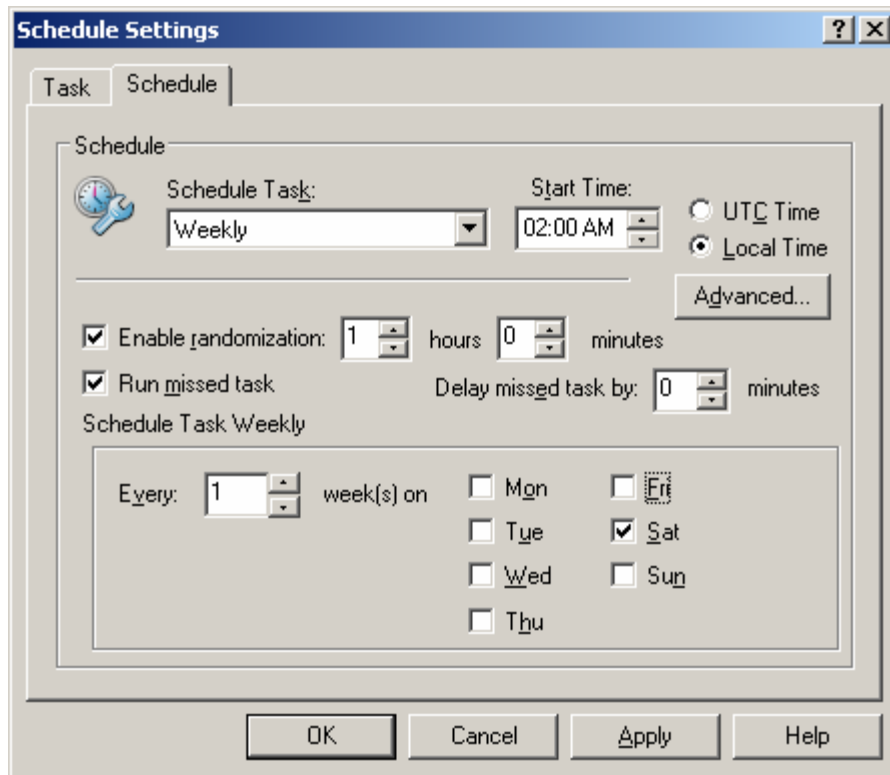 Schedule Settings
Task Schedule
Schedule
Schedule Task: Start Time:
Weekly 02:00 AM UTC Time
Local Time
Advanced...
Enable randomization: 1 hours 0 minutes
Run missed task Delay missed task by: 0 minutes
Schedule Task Weekly
Every: 1 week(s) on Mon Fri
Tue Sat
Wed Sun
Thu
OK Cancel Apply Help